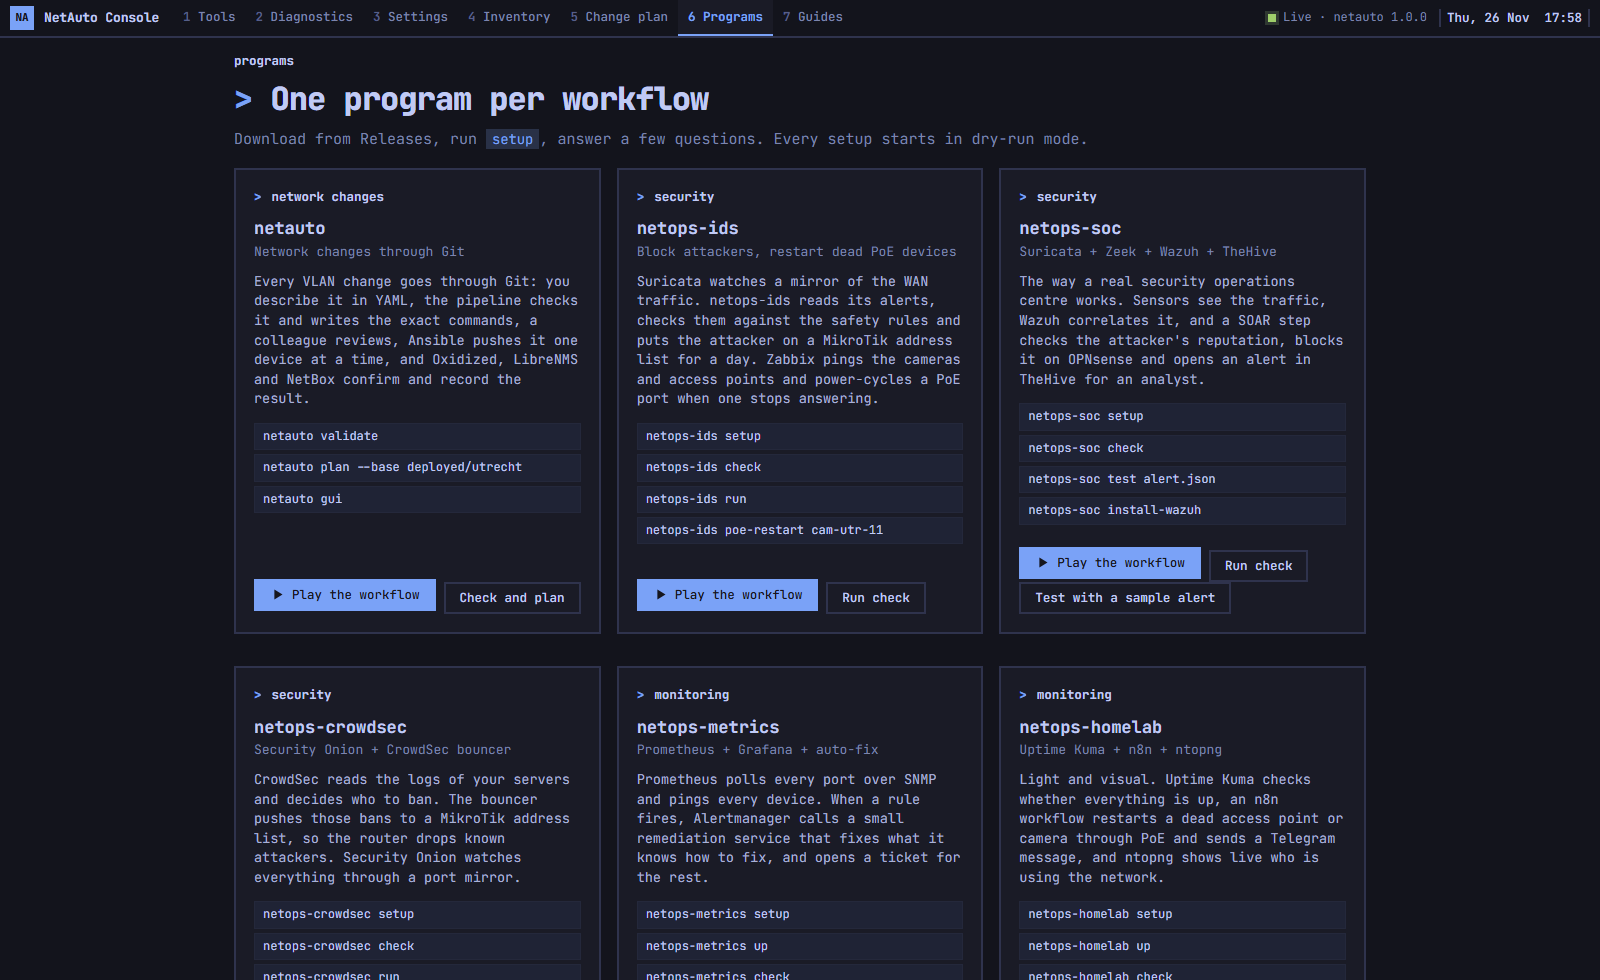 NA NetAuto Console 1 Tools 2 Diagnostics 3 Settings 4 Inventory 5 Change plan 6 Programs 7 Guides Live · netauto 1.0.0 Thu, 26 Nov 17:58
programs
> One program per workflow
Download from Releases, run setup, answer a few questions. Every setup starts in dry-run mode.
> network changes
netauto
Network changes through Git
Every VLAN change goes through Git: you
describe it in YAML, the pipeline checks
it and writes the exact commands, a
colleague reviews, Ansible pushes it one
device at a time, and Oxidized, LibreNMS
and NetBox confirm and record the
result.
netauto validate
netauto plan --base deployed/utrecht
netauto gui
▶ Play the workflow Check and plan
> security
netops-ids
Block attackers, restart dead PoE devices
Suricata watches a mirror of the WAN
traffic. netops-ids reads its alerts,
checks them against the safety rules and
puts the attacker on a MikroTik address
list for a day. Zabbix pings the cameras
and access points and power-cycles a PoE
port when one stops answering.
netops-ids setup
netops-ids check
netops-ids run
netops-ids poe-restart cam-utr-11
▶ Play the workflow Run check
> security
netops-soc
Suricata + Zeek + Wazuh + TheHive
The way a real security operations
centre works. Sensors see the traffic,
Wazuh correlates it, and a SOAR step
checks the attacker's reputation, blocks
it on OPNsense and opens an alert in
TheHive for an analyst.
netops-soc setup
netops-soc check
netops-soc test alert.json
netops-soc install-wazuh
▶ Play the workflow Run check
Test with a sample alert
> security
netops-crowdsec
Security Onion + CrowdSec bouncer
CrowdSec reads the logs of your servers
and decides who to ban. The bouncer
pushes those bans to a MikroTik address
list, so the router drops known
attackers. Security Onion watches
everything through a port mirror.
netops-crowdsec setup
netops-crowdsec check
netops-crowdsec run
> monitoring
netops-metrics
Prometheus + Grafana + auto-fix
Prometheus polls every port over SNMP
and pings every device. When a rule
fires, Alertmanager calls a small
remediation service that fixes what it
knows how to fix, and opens a ticket for
the rest.
netops-metrics setup
netops-metrics up
netops-metrics check
> monitoring
netops-homelab
Uptime Kuma + n8n + ntopng
Light and visual. Uptime Kuma checks
whether everything is up, an n8n
workflow restarts a dead access point or
camera through PoE and sends a Telegram
message, and ntopng shows live who is
using the network.
netops-homelab setup
netops-homelab up
netops-homelab check